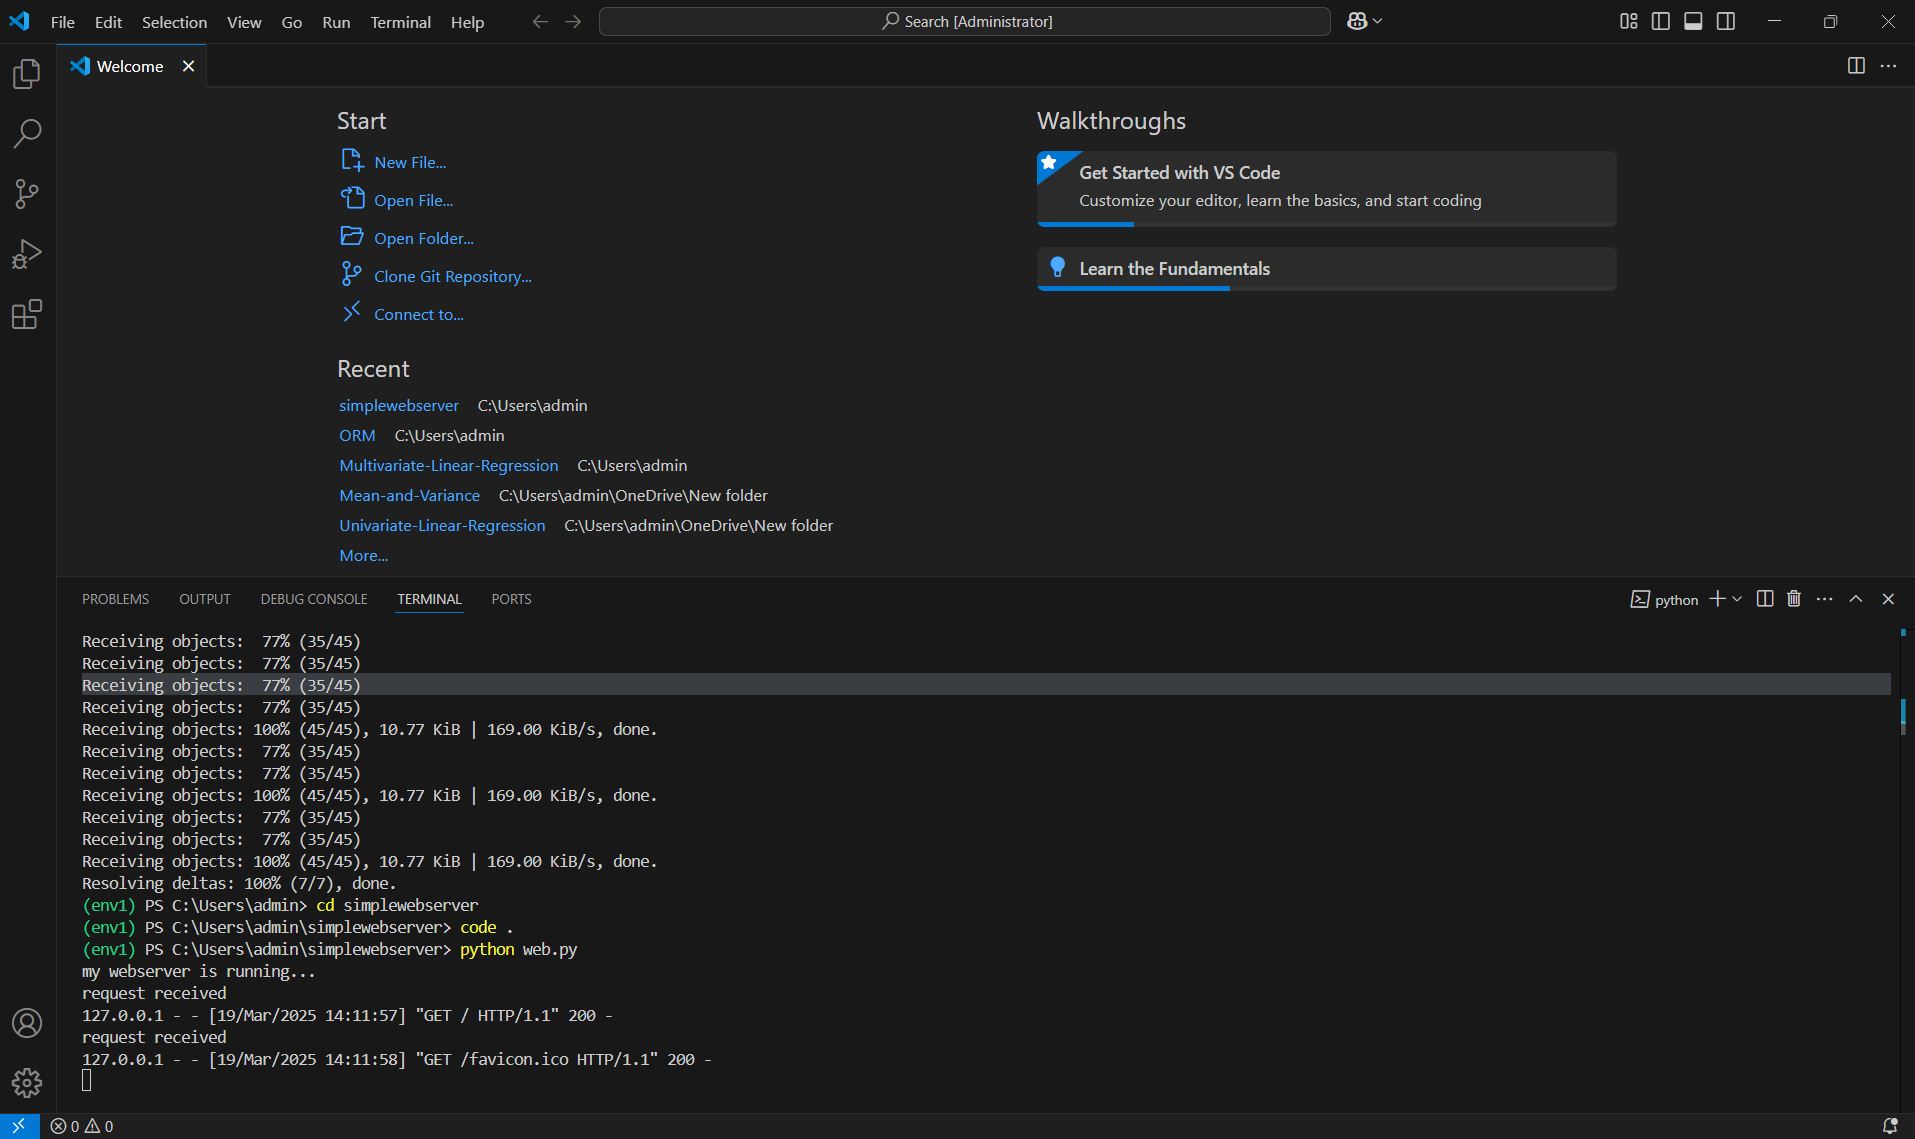 File Edit Selection View Go Run Terminal Help
Search [Administrator]
Welcome
Start
New File...
Open File...
Open Folder...
Clone Git Repository...
Connect to...
Recent
simplewebserver C:\Users\admin
ORM C:\Users\admin
Multivariate-Linear-Regression C:\Users\admin
Mean-and-Variance C:\Users\admin\OneDrive\New folder
Univariate-Linear-Regression C:\Users\admin\OneDrive\New folder
More...
Walkthroughs
Get Started with VS Code
Customize your editor, learn the basics, and start coding
Learn the Fundamentals
PROBLEMS OUTPUT DEBUG CONSOLE TERMINAL PORTS
python
Receiving objects:  77% (35/45)
Receiving objects:  77% (35/45)
Receiving objects:  77% (35/45)
Receiving objects:  77% (35/45)
Receiving objects: 100% (45/45), 10.77 KiB | 169.00 KiB/s, done.
Receiving objects:  77% (35/45)
Receiving objects:  77% (35/45)
Receiving objects: 100% (45/45), 10.77 KiB | 169.00 KiB/s, done.
Receiving objects:  77% (35/45)
Receiving objects:  77% (35/45)
Receiving objects: 100% (45/45), 10.77 KiB | 169.00 KiB/s, done.
Resolving deltas: 100% (7/7), done.
(env1) PS C:\Users\admin> cd simplewebserver
(env1) PS C:\Users\admin\simplewebserver> code .
(env1) PS C:\Users\admin\simplewebserver> python web.py
my webserver is running...
request received
127.0.0.1 - - [19/Mar/2025 14:11:57] "GET / HTTP/1.1" 200 -
request received
127.0.0.1 - - [19/Mar/2025 14:11:58] "GET /favicon.ico HTTP/1.1" 200 -
0 0